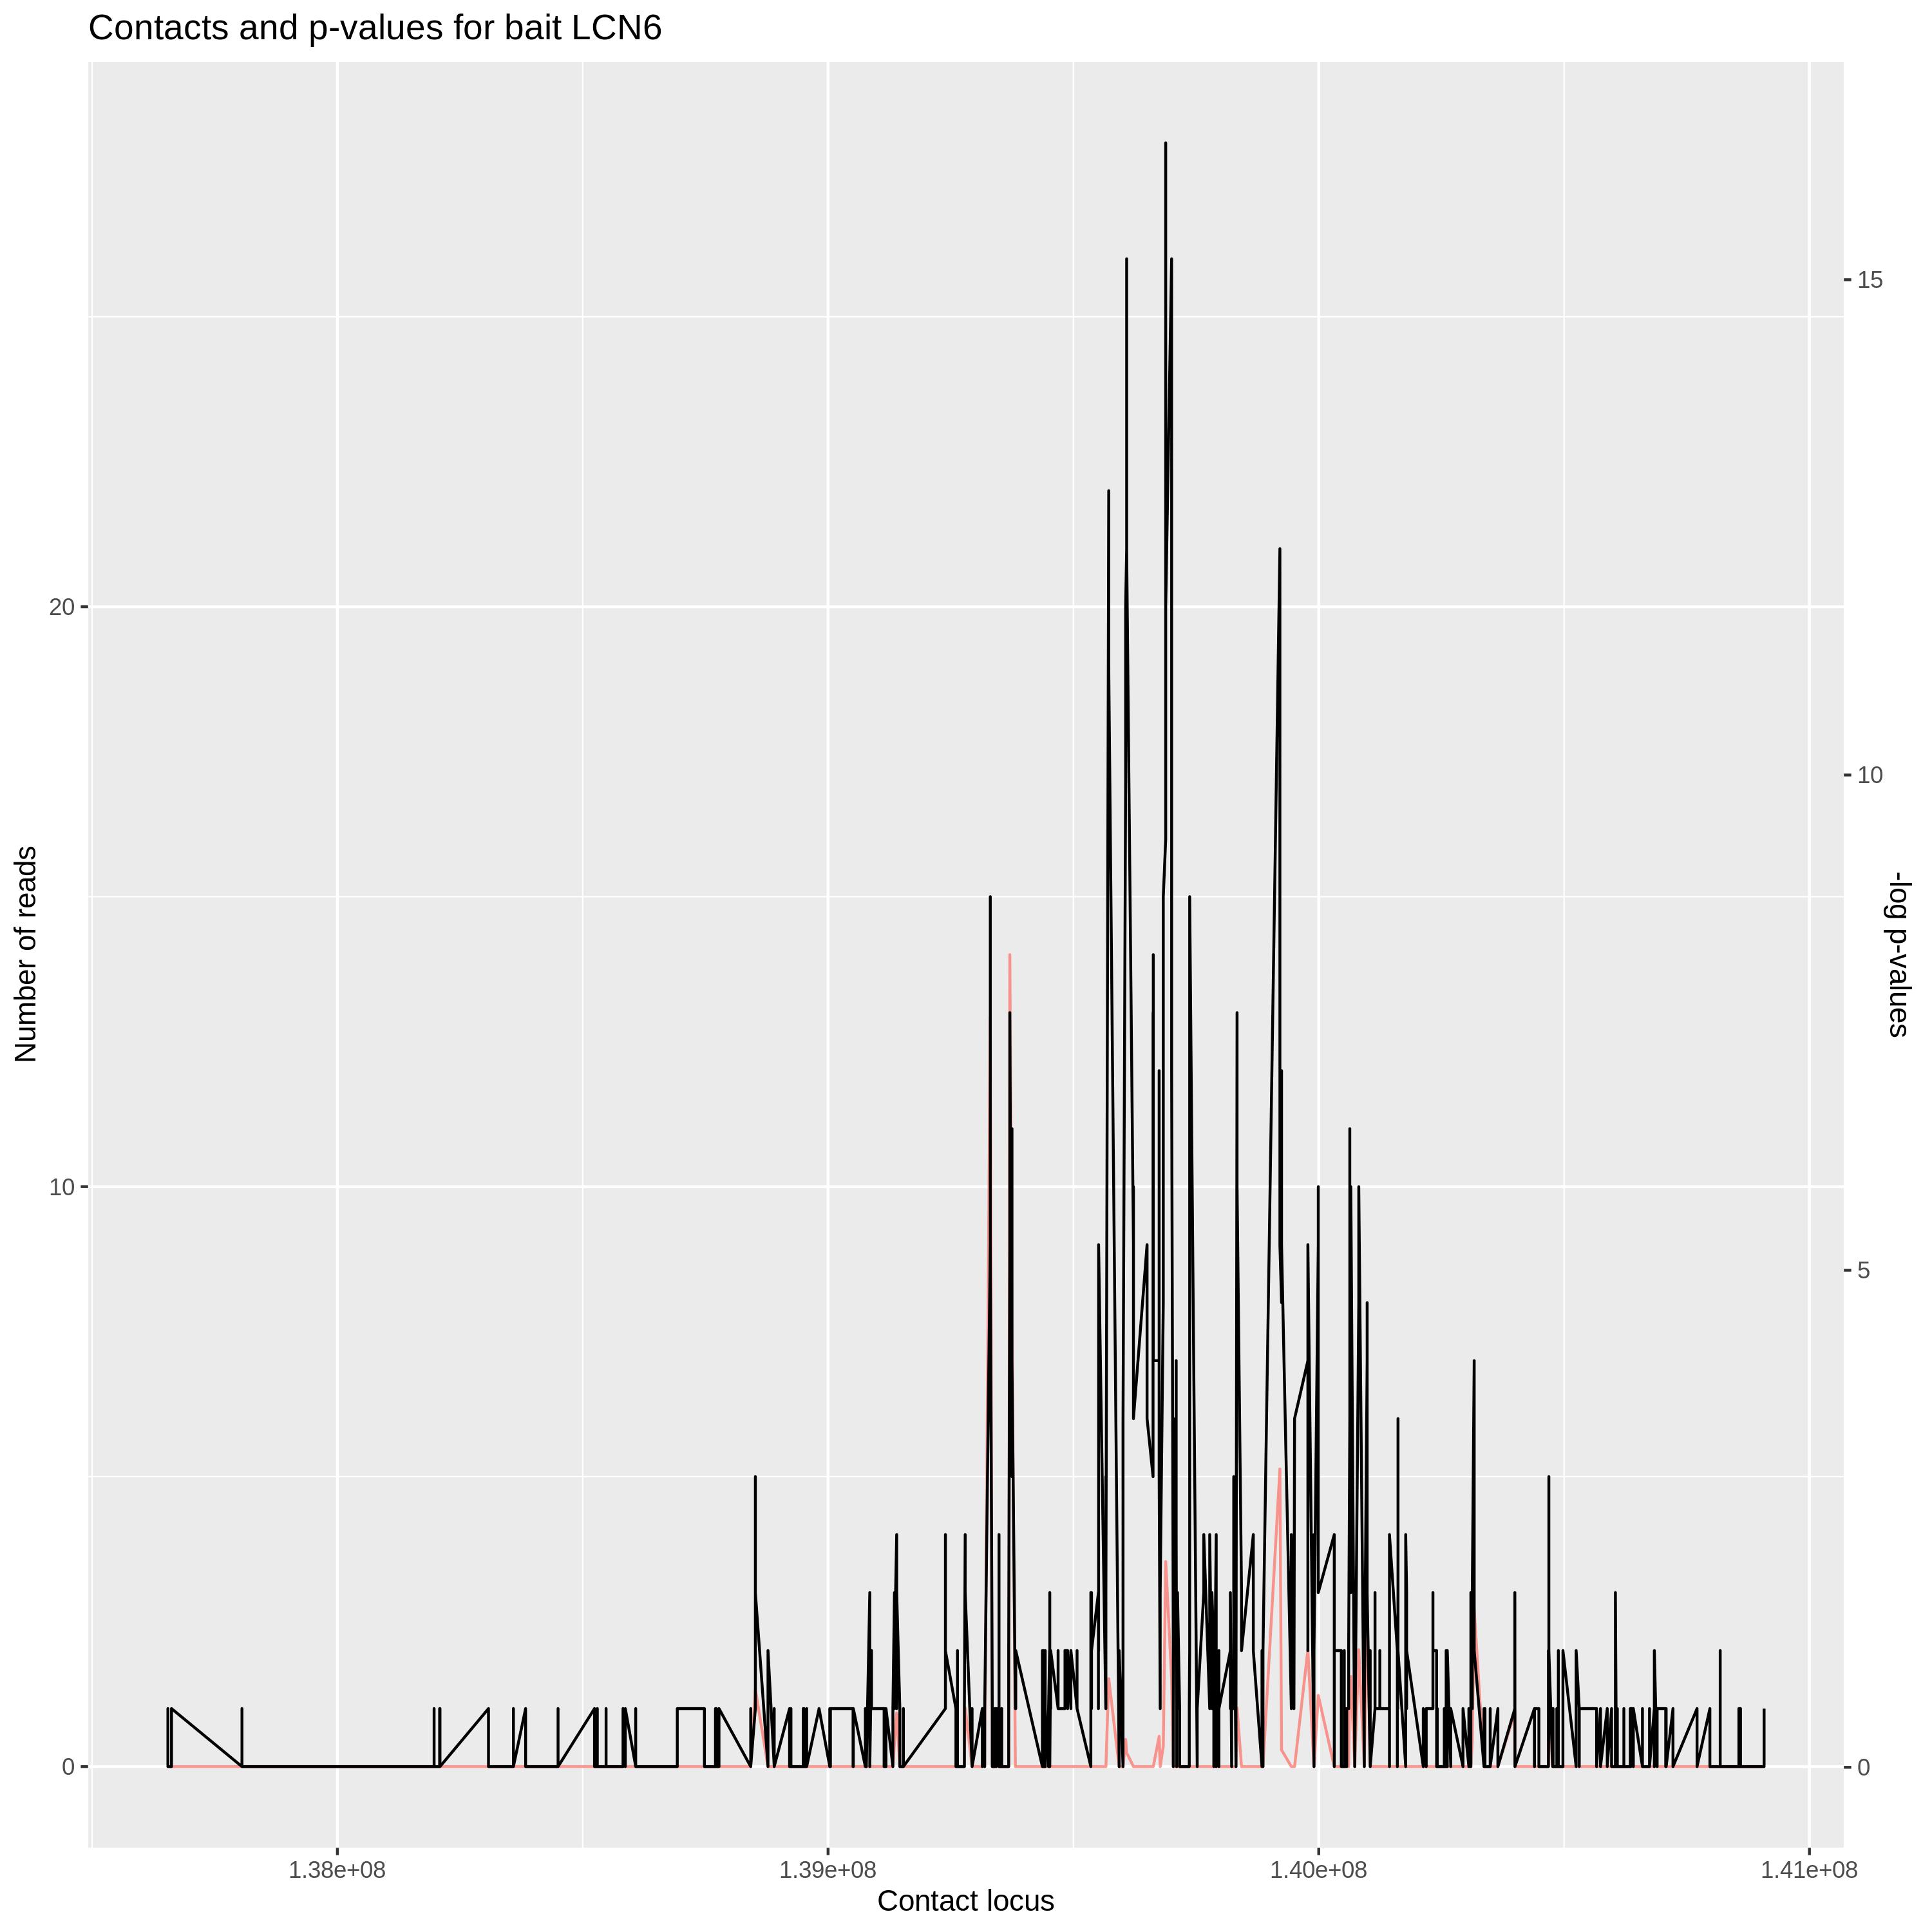 Contacts and p-values for bait LCN6
Number of reads
20
10
0
15
10
5
0
-log p-values
1.38e+08
1.39e+08
1.40e+08
1.41e+08
Contact locus